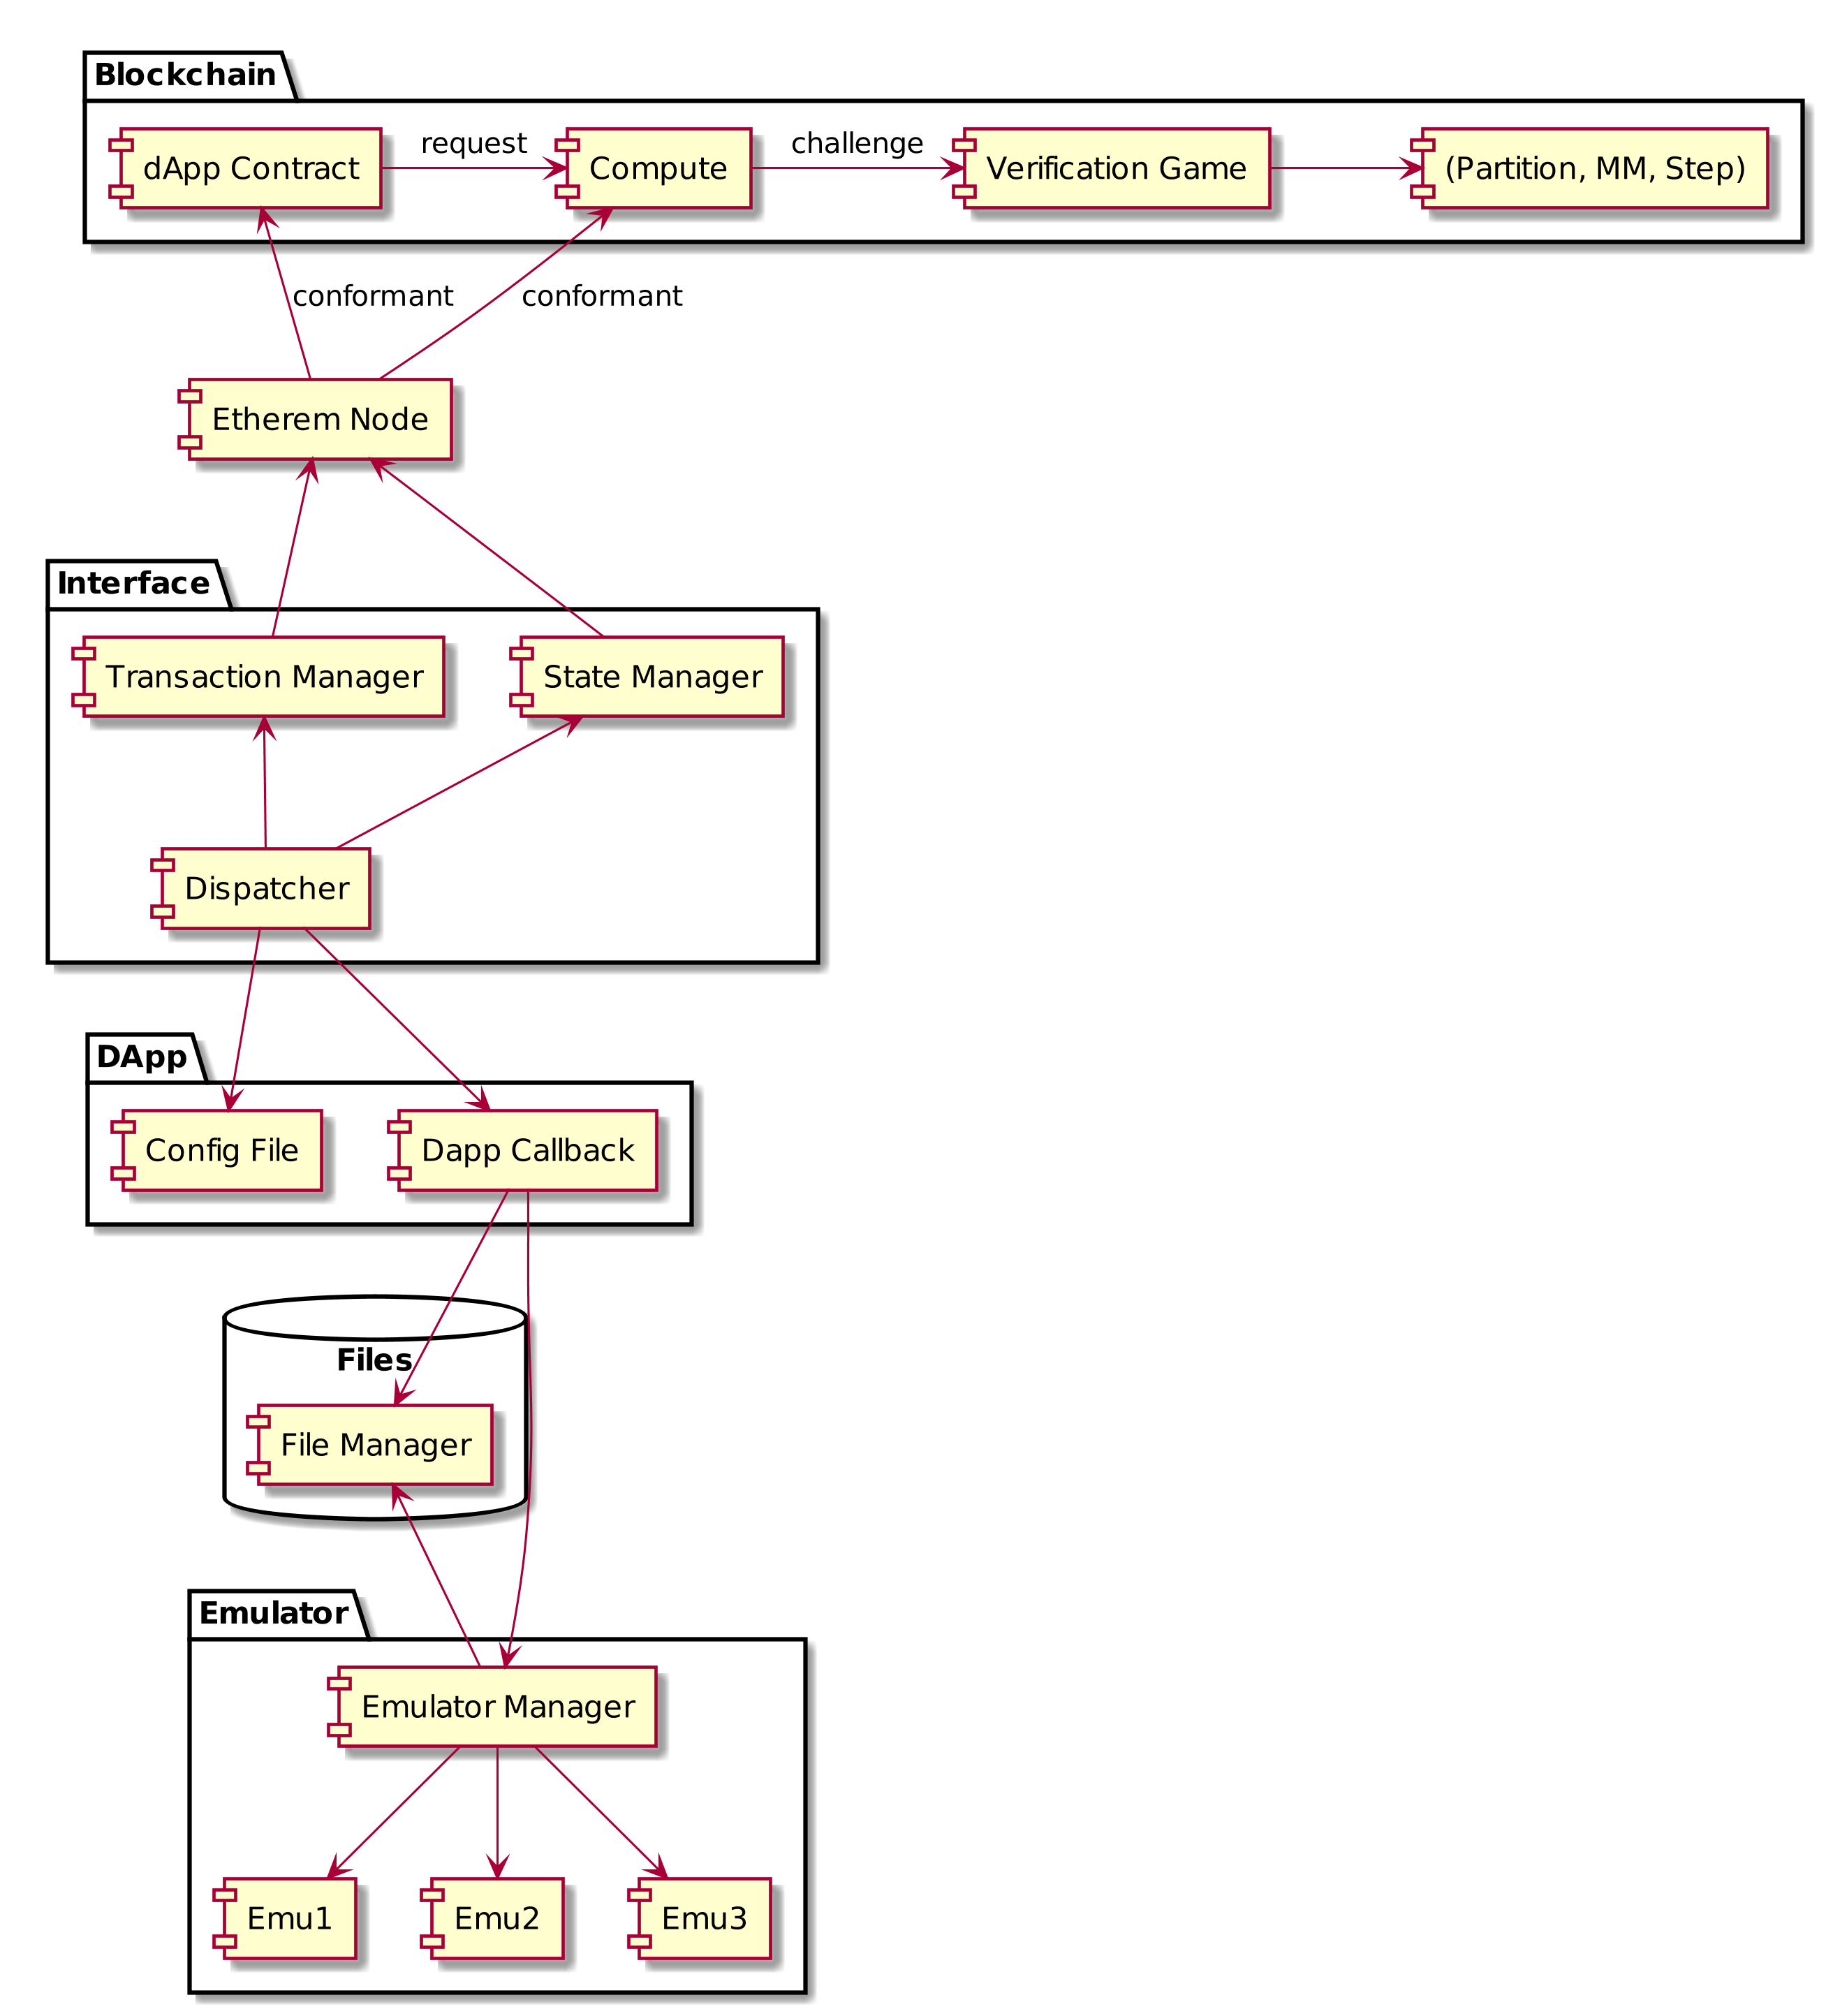 Blockchain
request
challenge
dApp Contract
Compute
Verification Game
(Partition, MM, Step)
conformant
conformant
Etherem Node
Interface
Transaction Manager
State Manager
Dispatcher
DApp
Config File
Dapp Callback
Files
File Manager
Emulator
Emulator Manager
Emu1
Emu2
Emu3